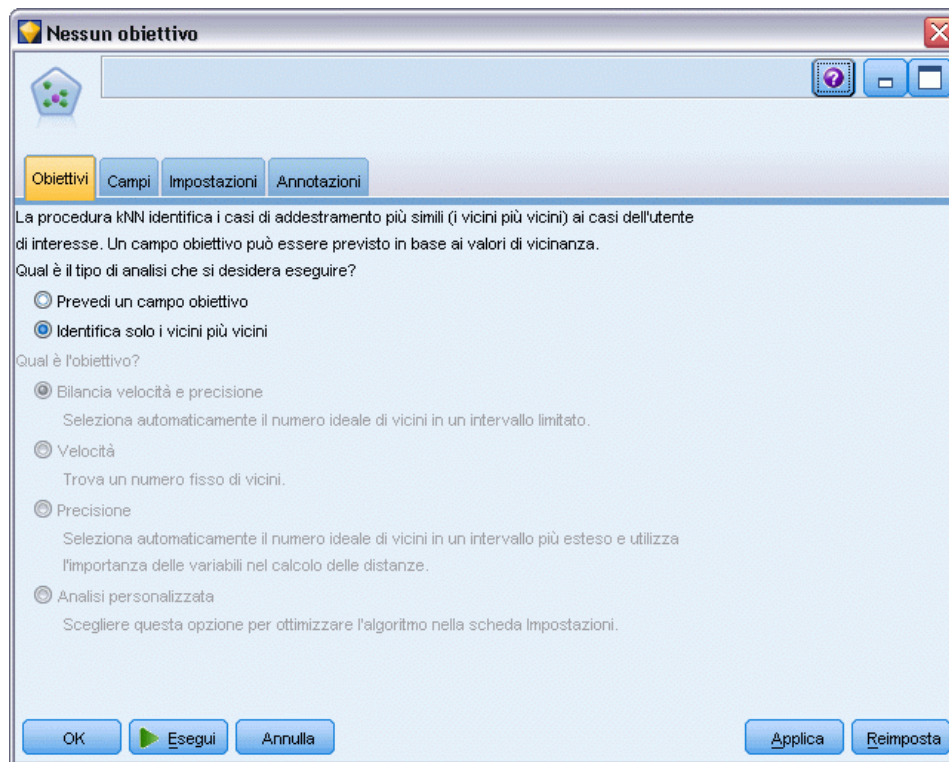 Nessun obiettivo
Obiettivi Campi Impostazioni Annotazioni
La procedura kNN identifica i casi di addestramento più simili (i vicini più vicini) ai casi dell'utente
di interesse. Un campo obiettivo può essere previsto in base ai valori di vicinanza.
Qual è il tipo di analisi che si desidera eseguire?
Prevedi un campo obiettivo
Identifica solo i vicini più vicini
Qual è l'obiettivo?
Bilancia velocità e precisione
Seleziona automaticamente il numero ideale di vicini in un intervallo limitato.
Velocità
Trova un numero fisso di vicini.
Precisione
Seleziona automaticamente il numero ideale di vicini in un intervallo più esteso e utilizza
l'importanza delle variabili nel calcolo delle distanze.
Analisi personalizzata
Scegliere questa opzione per ottimizzare l'algoritmo nella scheda Impostazioni.
OK Esegui Annulla Applica Reimposta